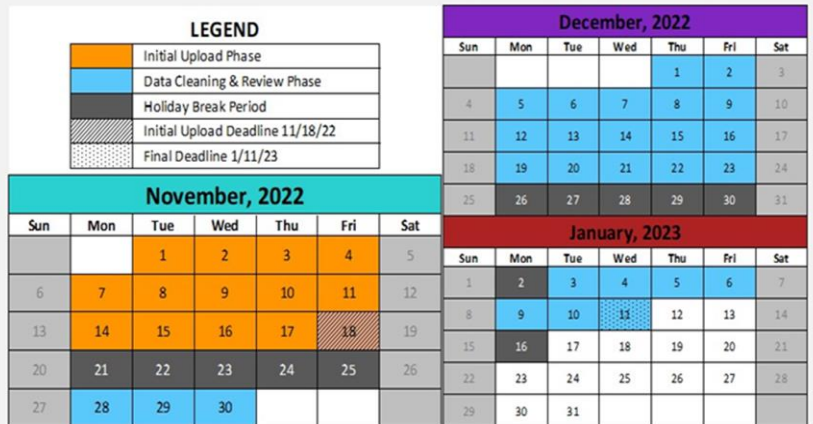 LEGEND
Initial Upload Phase
Data Cleaning & Review Phase
Holiday Break Period
Initial Upload Deadline 11/18/22
Final Deadline 1/11/23
November, 2022
Sun Mon Tue Wed Thu Fri Sat
1 2 3 4 5
6 7 8 9 10 11 12
13 14 15 16 17 18 19
20 21 22 23 24 25 26
27 28 29 30
December, 2022
Sun Mon Tue Wed Thu Fri Sat
1 2 3
4 5 6 7 8 9 10
11 12 13 14 15 16 17
18 19 20 21 22 23 24
25 26 27 28 29 30 31
January, 2023
Sun Mon Tue Wed Thu Fri Sat
1 2 3 4 5 6 7
8 9 10 11 12 13 14
15 16 17 18 19 20 21
22 23 24 25 26 27 28
29 30 31